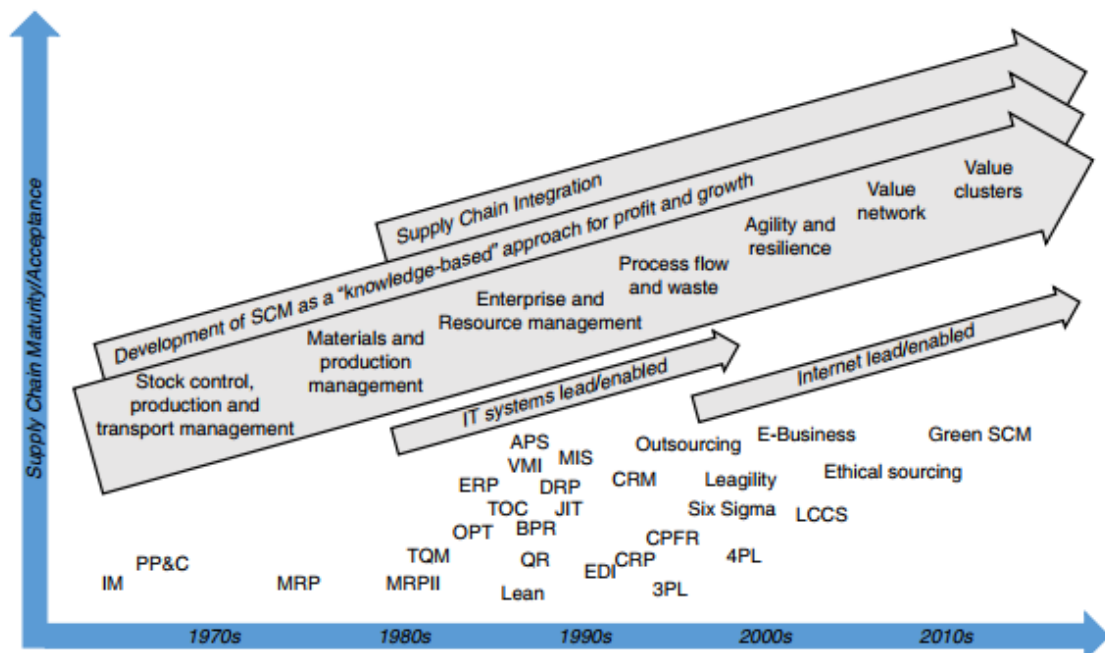 Supply Chain Maturity/Acceptance
Supply Chain Integration
Development of SCM as a "knowledge-based" approach for profit and growth
Stock control,
production and
transport management
Materials and
production
management
Enterprise and
Resource management
Process flow
and waste
Agility and
resilience
Value
network
Value
clusters
IT systems lead/enabled
Internet lead/enabled
APS
Outsourcing
E-Business
Green SCM
VMI
MIS
ERP
DRP
CRM
Leagility
Ethical sourcing
TOC
JIT
Six Sigma
LCCS
OPT
BPR
CPFR
PP&C
TQM
QR
EDI
CRP
4PL
IM
MRP
MRPII
Lean
3PL
1970s
1980s
1990s
2000s
2010s